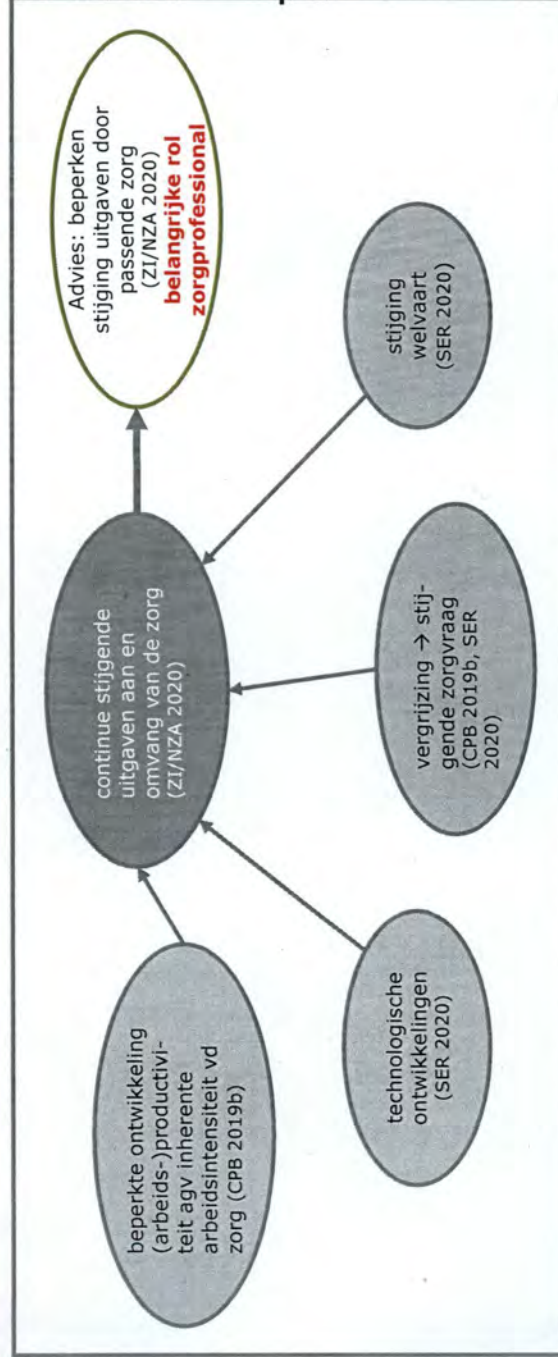 beperkte ontwikkeling
(arbeids-)productivi-
teit agv inherente
arbeidsintensiteit vd
zorg (CPB 2019b)
continue stijgende
uitgaven aan en
omvang van de zorg
(ZI/NZA 2020)
Advies: beperken
stijging uitgaven door
passende zorg
(ZI/NZA 2020)
belangrijke rol
zorgprofessional
technologische
ontwikkelingen
(SER 2020)
vergrijzing → stij-
gende zorgvraag
(CPB 2019b, SER
2020)
stijging
welvaart
(SER 2020)